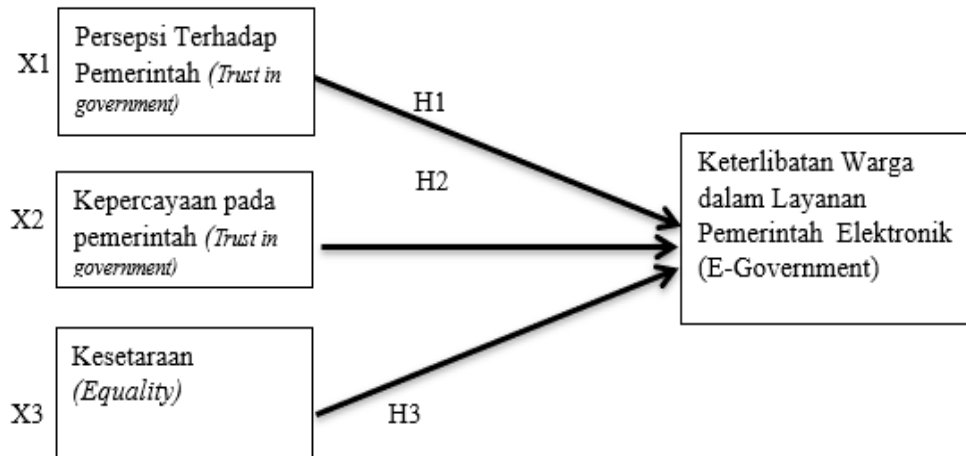 X1
Persepsi Terhadap
Pemerintah (Trust in
government)
H1
H2
X2
Kepercayaan pada
pemerintah (Trust in
government)
Keterlibatan Warga
dalam Layanan
Pemerintah Elektronik
(E-Government)
X3
Kesetaraan
(Equality)
H3